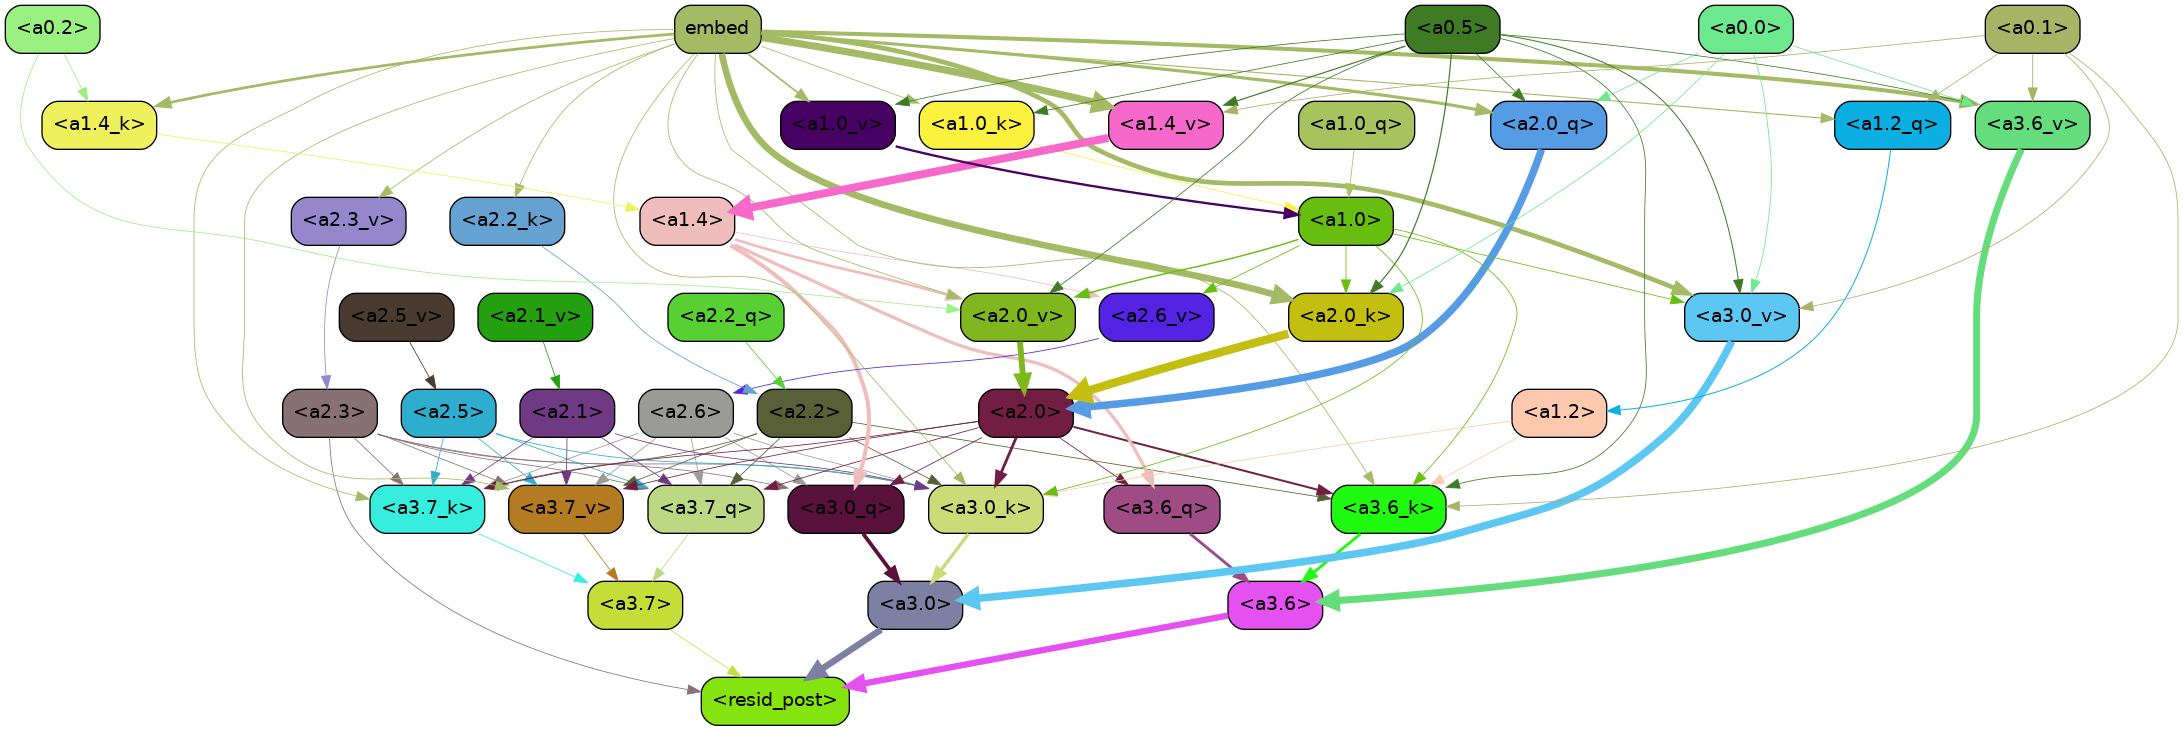 <a0.2>
embed
<a0.5>
<a0.0>
<a0.1>
<a1.4_k>
<a1.0_v>
<a1.0_k>
<a1.4_v>
<a1.0_q>
<a2.0_q>
<a1.2_q>
<a3.6_v>
<a2.3_v>
<a2.2_k>
<a1.4>
<a1.0>
<a2.5_v>
<a2.1_v>
<a2.2_q>
<a2.0_v>
<a2.6_v>
<a2.0_k>
<a3.0_v>
<a2.3>
<a2.5>
<a2.1>
<a2.6>
<a2.2>
<a2.0>
<a1.2>
<a3.7_k>
<a3.7_v>
<a3.7_q>
<a3.0_q>
<a3.0_k>
<a3.6_q>
<a3.6_k>
<a3.7>
<a3.0>
<a3.6>
<resid_post>